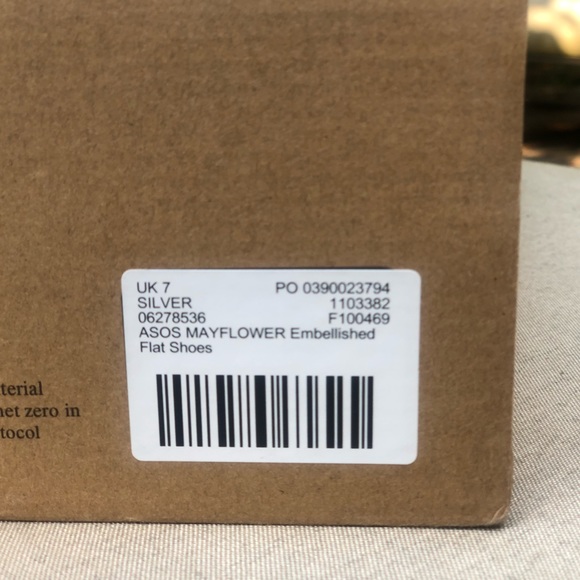 UK 7 PO 0390023794
SILVER 1103382
06278536 F100469
ASOS MAYFLOWER Embellished
Flat Shoes
terial
net zero in
tocol